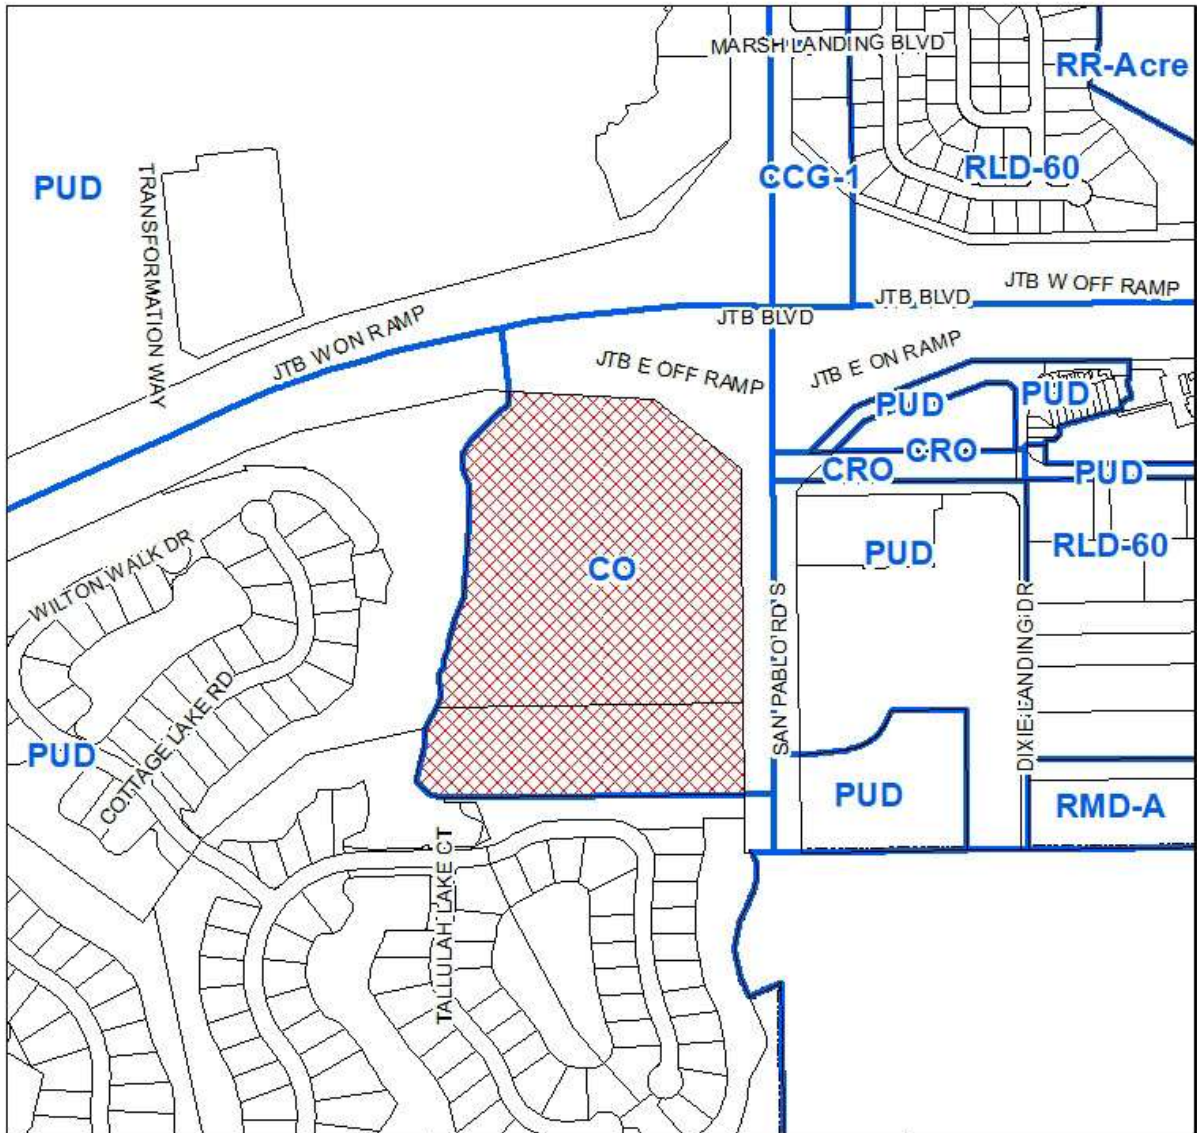 MARSH LANDING BLVD
RR-Acre
PUD
TRANSFORMATION WAY
CCG-1
RLD-60
JTB W OFF RAMP
JTB BLVD
JTB BLVD
JTB W ON RAMP
JTB E OFF RAMP
JTB E ON RAMP
PUD
PUD
CRO
CRO
PUD
WILTON WALK DR
CO
PUD
RLD-60
SAN PABLO RD S
DIXIE LANDING DR
COTTAGE LAKE RD
PUD
PUD
RMD-A
TALLULAH LAKE CT